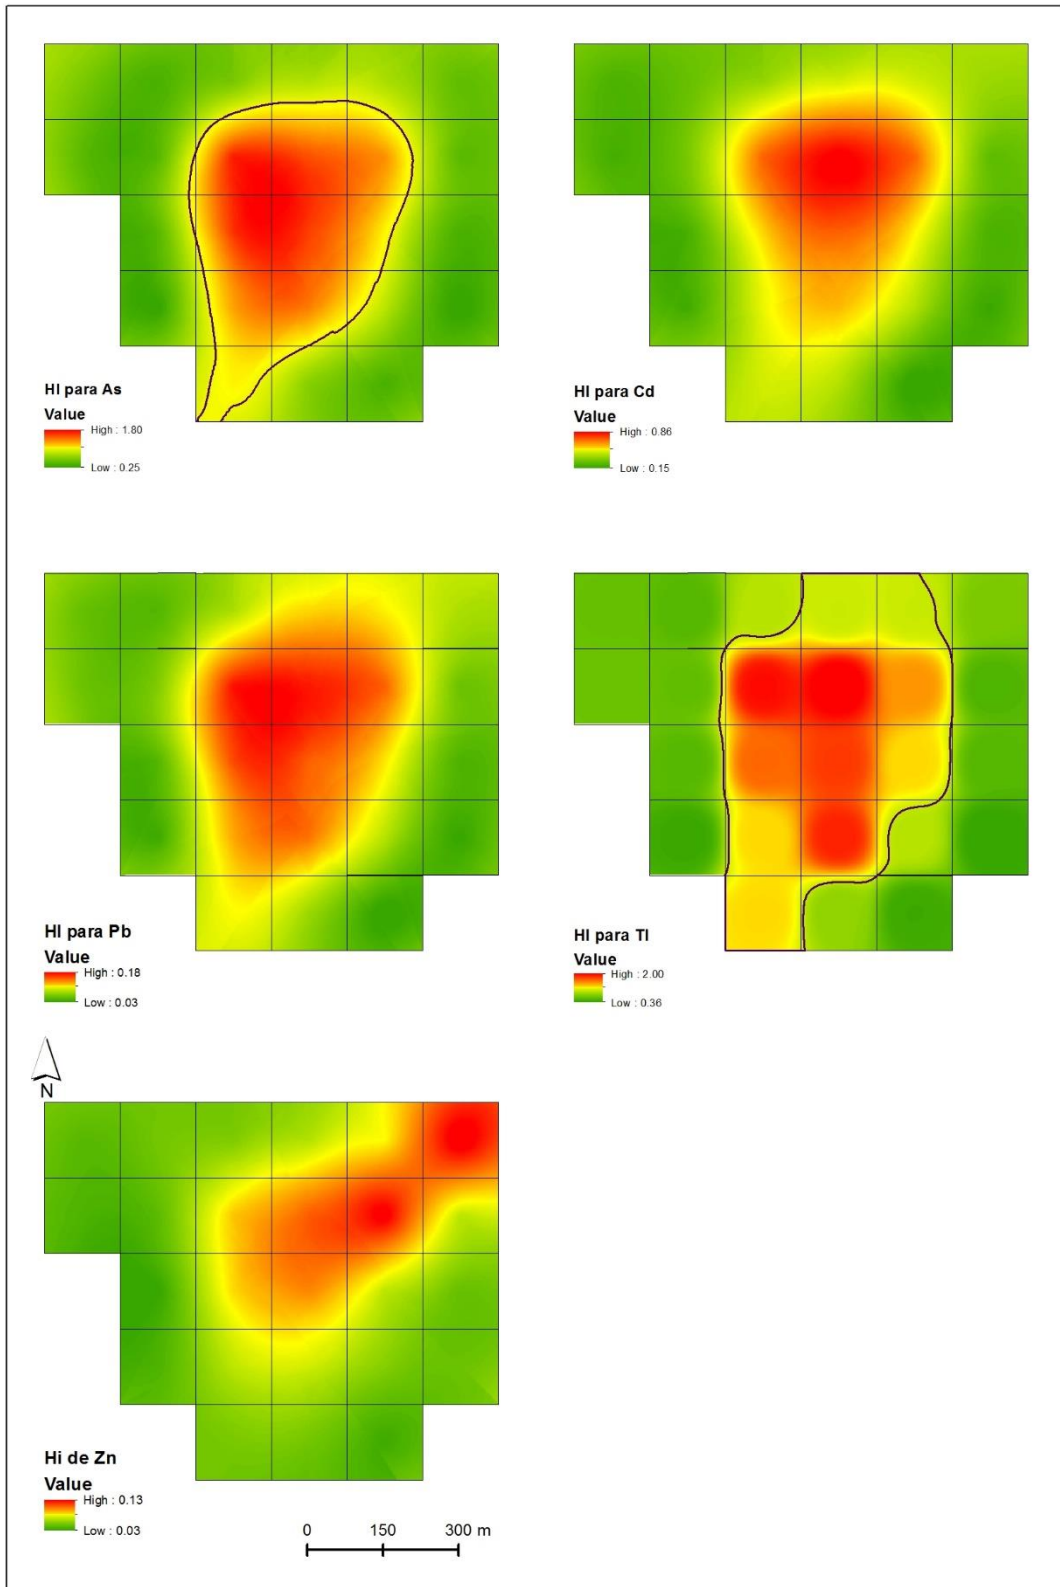 HI para As
Value
High : 1.80
Low : 0.25
HI para Cd
Value
High : 0.86
Low : 0.15
HI para Pb
Value
High : 0.18
Low : 0.03
HI para Tl
Value
High : 2.00
Low : 0.36
N
Hi de Zn
Value
High : 0.13
Low : 0.03
0 150 300 m